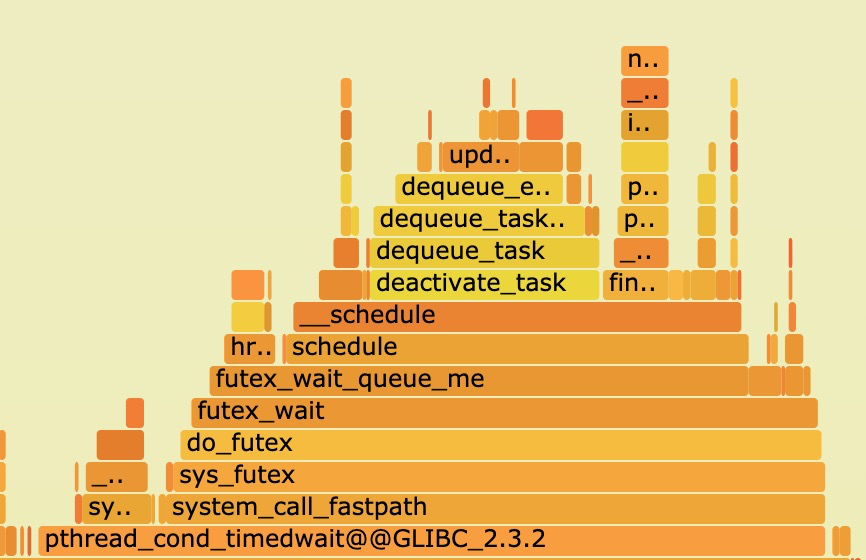 n..
_..
i..
upd..
dequeue_e.. p..
dequeue_task.. p..
dequeue_task _..
deactivate_task fin..
__schedule
hr.. schedule
futex_wait_queue_me
futex_wait
do_futex
_.. sys_futex
sy.. system_call_fastpath
pthread_cond_timedwait@@GLIBC_2.3.2